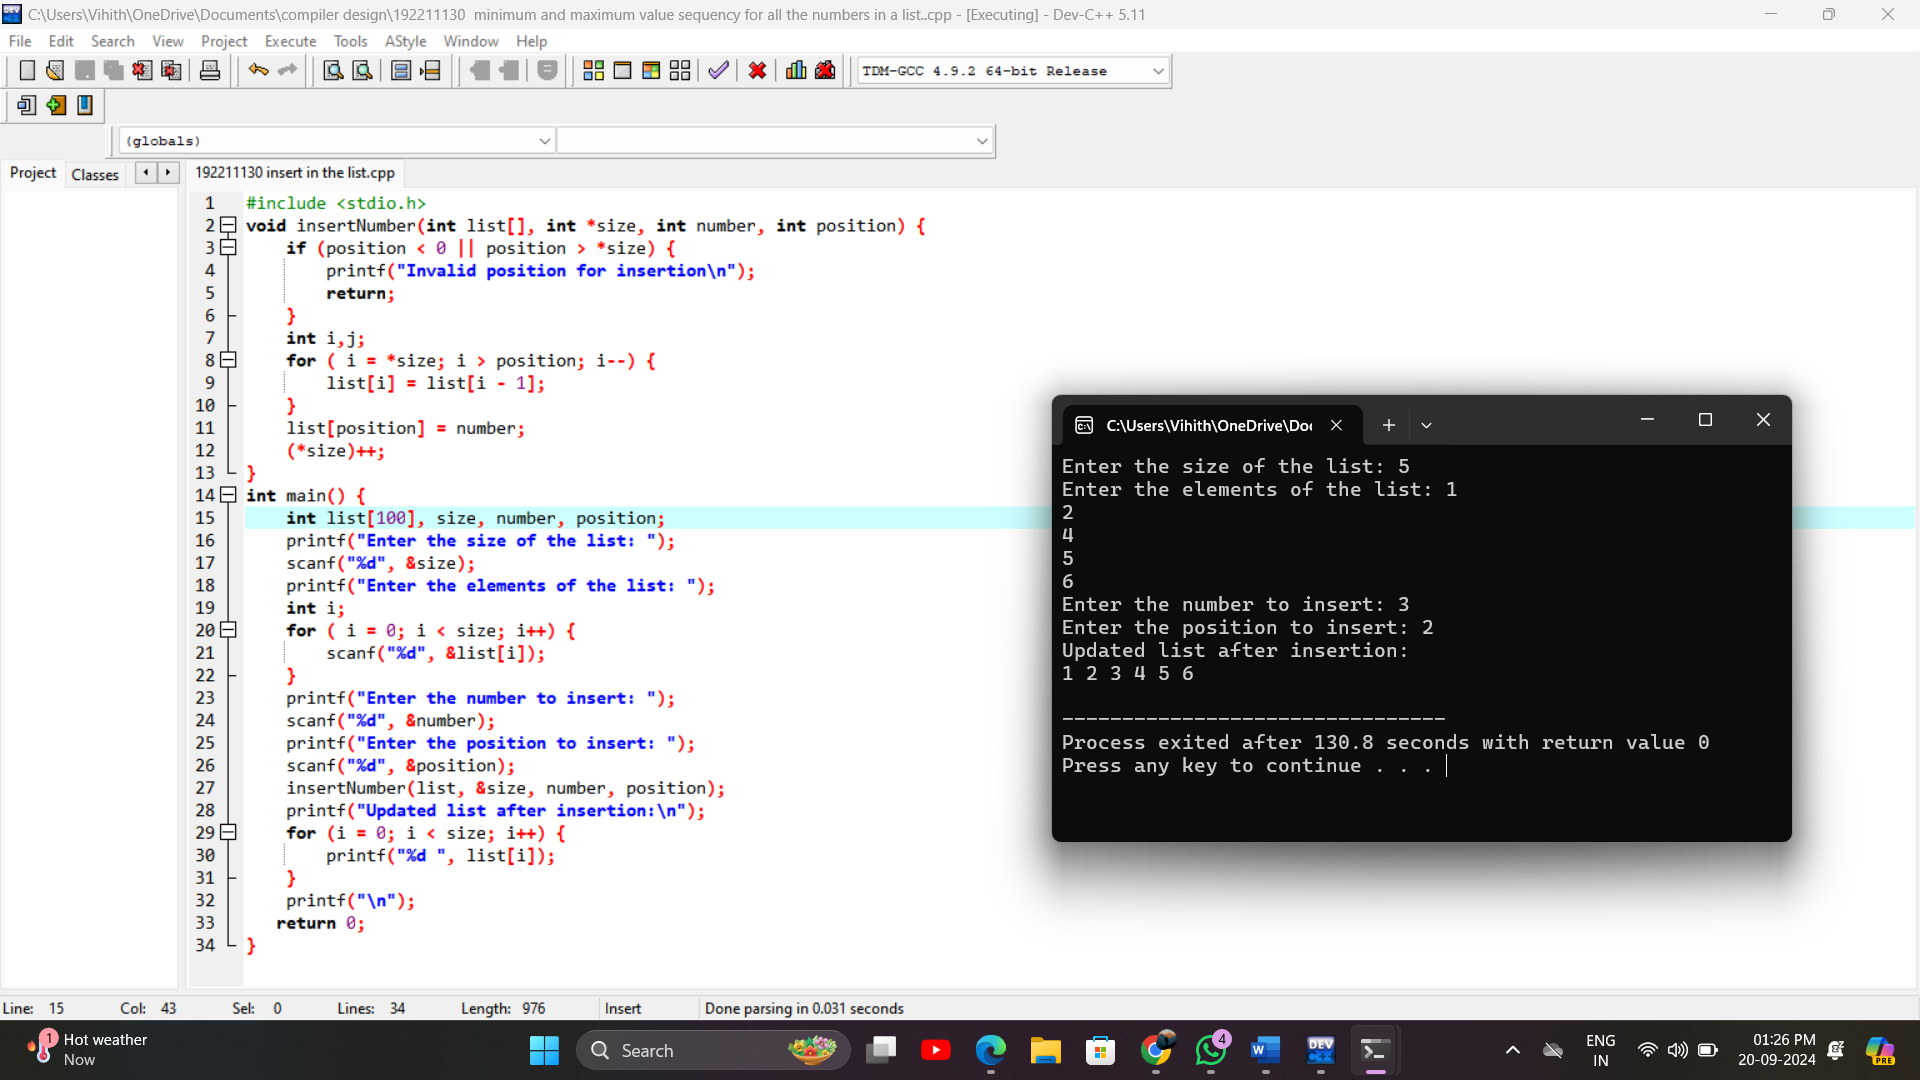 C:\Users\Vihith\OneDrive\Documents\compiler design\192211130  minimum and maximum value sequency for all the numbers in a list..cpp - [Executing] - Dev-C++ 5.11
File Edit Search View Project Execute Tools AStyle Window Help
TDM-GCC 4.9.2 64-bit Release
(globals)
Project Classes 192211130 insert in the list.cpp
1 #include <stdio.h>
2 void insertNumber(int list[], int *size, int number, int position) {
3     if (position < 0 || position > *size) {
4         printf("Invalid position for insertion\n");
5         return;
6     }
7     int i,j;
8     for ( i = *size; i > position; i--) {
9         list[i] = list[i - 1];
10     }
11     list[position] = number;
12     (*size)++;
13 }
14 int main() {
15     int list[100], size, number, position;
16     printf("Enter the size of the list: ");
17     scanf("%d", &size);
18     printf("Enter the elements of the list: ");
19     int i;
20     for ( i = 0; i < size; i++) {
21         scanf("%d", &list[i]);
22     }
23     printf("Enter the number to insert: ");
24     scanf("%d", &number);
25     printf("Enter the position to insert: ");
26     scanf("%d", &position);
27     insertNumber(list, &size, number, position);
28     printf("Updated list after insertion:\n");
29     for (i = 0; i < size; i++) {
30         printf("%d ", list[i]);
31     }
32     printf("\n");
33    return 0;
34 }
C:\Users\Vihith\OneDrive\Do
Enter the size of the list: 5
Enter the elements of the list: 1
2
4
5
6
Enter the number to insert: 3
Enter the position to insert: 2
Updated list after insertion:
1 2 3 4 5 6
--------------------------------
Process exited after 130.8 seconds with return value 0
Press any key to continue . . .
Line: 15 Col: 43 Sel: 0 Lines: 34 Length: 976 Insert Done parsing in 0.031 seconds
1
Hot weather
Now
Search
4
W
DEV
C++
PRE
ENG
IN
01:26 PM
20-09-2024